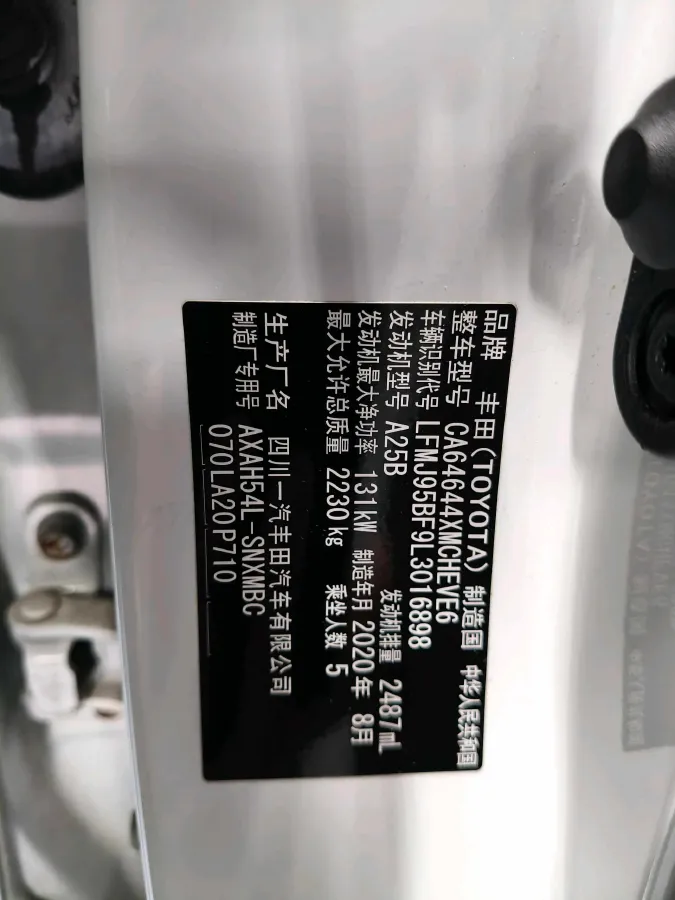 品牌 丰田(TOYOTA) 制造国 中华人民共和国
整车型号 CA64644XMCHEVE6
车辆识别代号 LFMJ95BF9L3016898
发动机型号 A25B 发动机排量 2487mL
发动机最大净功率 131kW 制造年月 2020年 8月
最大允许总质量 2230kg 乘坐人数 5
生产厂名 四川一汽丰田汽车有限公司
制造厂专用号 AXAH54L-SNXMBC
070LA20P710